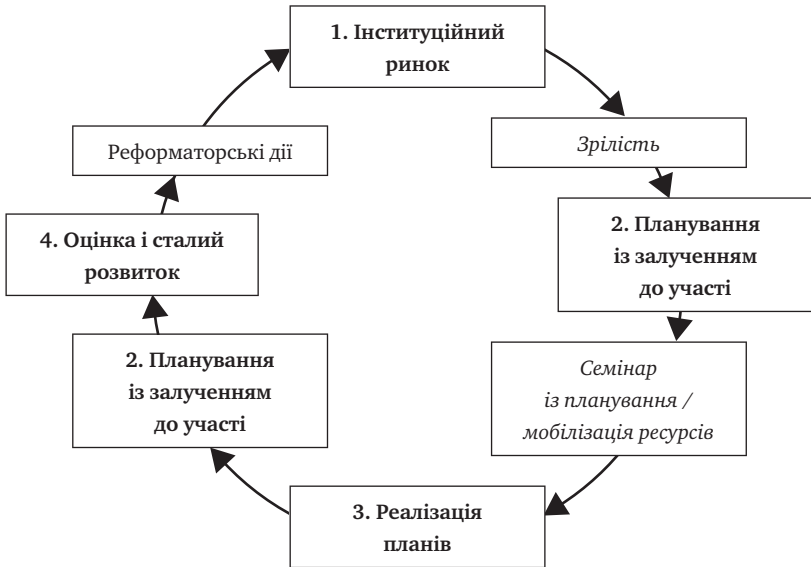 1. Інституційний
ринок
Реформаторські дії
Зрілість
4. Оцінка і сталий
розвиток
2. Планування
із залученням
до участі
2. Планування
із залученням
до участі
Семінар
із планування /
мобілізація ресурсів
3. Реалізація
планів